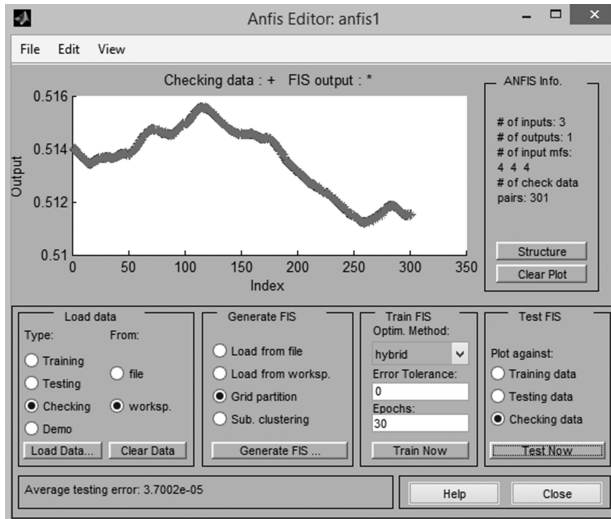 Anfis Editor: anfis1
File Edit View
Checking data : + FIS output : *
0.516
0.514
0.512
0.51
Output
0 50 100 150 200 250 300 350
Index
ANFIS Info.
# of inputs: 3
# of outputs: 1
# of input mfs:
4 4 4
# of check data
pairs: 301
Structure
Clear Plot
Load data
Type: From:
Training
Testing
Checking
Demo
file
worksp.
Load Data...
Clear Data
Generate FIS
Load from file
Load from worksp.
Grid partition
Sub. clustering
Generate FIS ...
Train FIS
Optim. Method:
hybrid
Error Tolerance:
0
Epochs:
30
Train Now
Test FIS
Plot against:
Training data
Testing data
Checking data
Test Now
Average testing error: 3.7002e-05
Help
Close